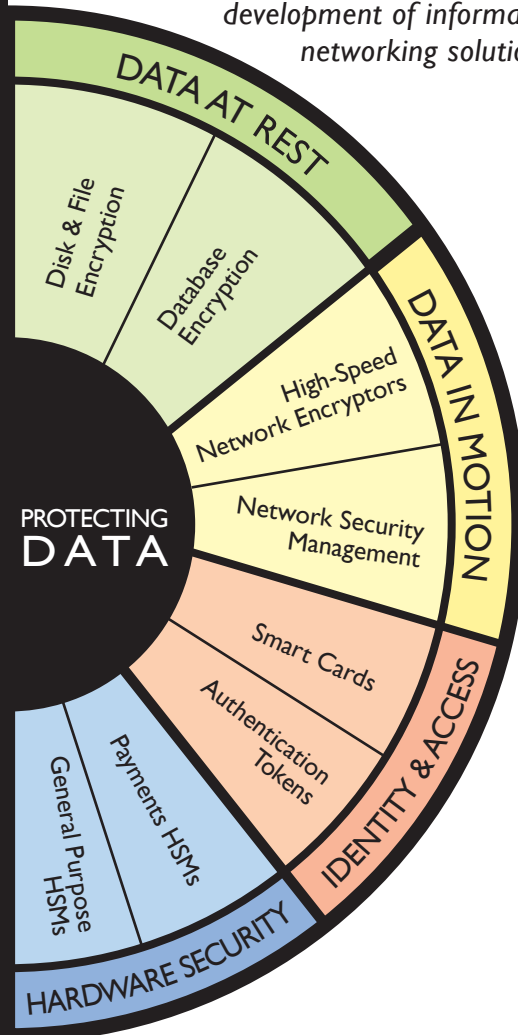 development of informa
networking solutio
DATA AT REST
Disk & File
Encryption
Database
Encryption
DATA IN MOTION
High-Speed
Network Encryptors
Network Security
Management
PROTECTING
DATA
IDENTITY & ACCESS
Smart Cards
Authentication
Tokens
HARDWARE SECURITY
Payments HSMs
General Purpose
HSMs